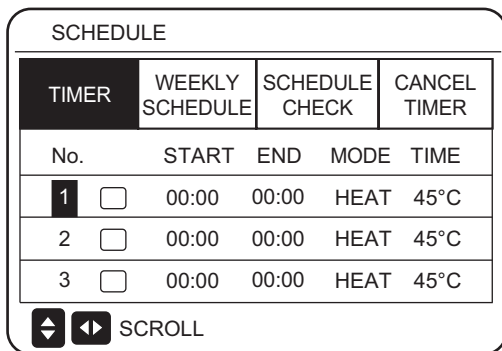 SCHEDULE
TIMER WEEKLY SCHEDULE SCHEDULE CHECK CANCEL TIMER
No. START END MODE TIME
1 00:00 00:00 HEAT 45°C
2 00:00 00:00 HEAT 45°C
3 00:00 00:00 HEAT 45°C
SCROLL